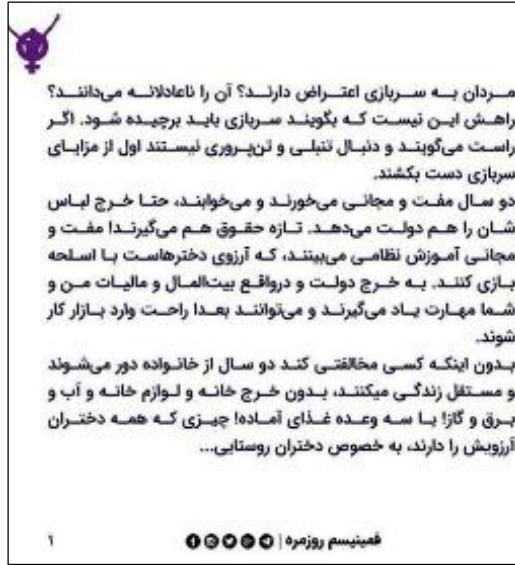 مردان به سربازی اعتراض دارند؟ آن را ناعادلانه می‌دانند؟
راهش این نیست که بگویند سربازی باید برچیده شود. اگر
راست می‌گویند و دنبال تنبلی و تن‌پروری نیستند اول از مزایای
سربازی دست بکشند.
دو سال مفت و مجانی می‌خورند و می‌خوابند، حتا خرج لباس
شان را هم دولت می‌دهد. تازه حقوق هم می‌گیرند! مفت و
مجانی آموزش نظامی می‌بینند، که آرزوی دخترهاست با اسلحه
بازی کنند. به خرج دولت و درواقع بیت‌المال و مالیات من و
شما مهارت یاد می‌گیرند و می‌توانند بعدا راحت وارد بازار کار
شوند.
بدون اینکه کسی مخالفتی کند دو سال از خانواده دور می‌شوند
و مستقل زندگی میکنند، بدون خرج خانه و لوازم خانه و آب و
برق و گاز! با سه وعده غذای آماده! چیزی که همه دختران
آرزویش را دارند، به خصوص دختران روستایی...
فمینیسم روزمره |
۱